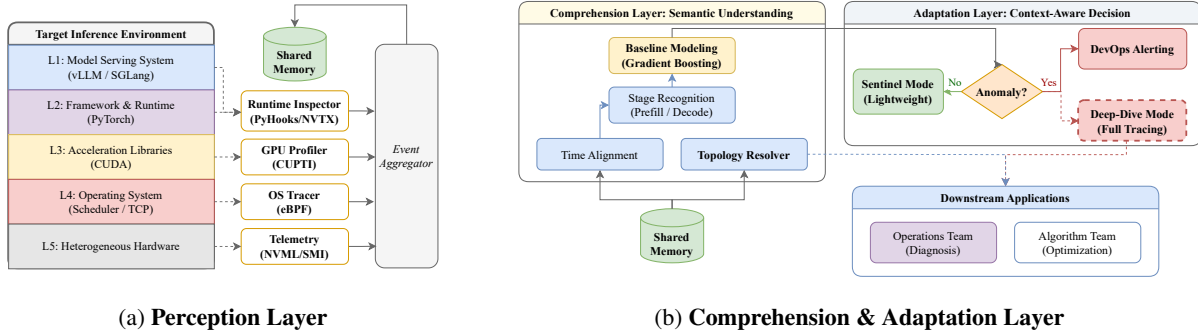 Target Inference Environment
L1: Model Serving System
(vLLM / SGLang)
L2: Framework & Runtime
(PyTorch)
L3: Acceleration Libraries
(CUDA)
L4: Operating System
(Scheduler / TCP)
L5: Heterogeneous Hardware
Shared
Memory
Runtime Inspector
(PyHooks/NVTX)
GPU Profiler
(CUPTI)
OS Tracer
(eBPF)
Telemetry
(NVML/SMI)
Event
Aggregator
(a) Perception Layer
Comprehension Layer: Semantic Understanding
Baseline Modeling
(Gradient Boosting)
Stage Recognition
(Prefill / Decode)
Time Alignment
Topology Resolver
Shared
Memory
Adaptation Layer: Context-Aware Decision
DevOps Alerting
Sentinel Mode
(Lightweight)
No
Anomaly?
Yes
Deep-Dive Mode
(Full Tracing)
Downstream Applications
Operations Team
(Diagnosis)
Algorithm Team
(Optimization)
(b) Comprehension & Adaptation Layer